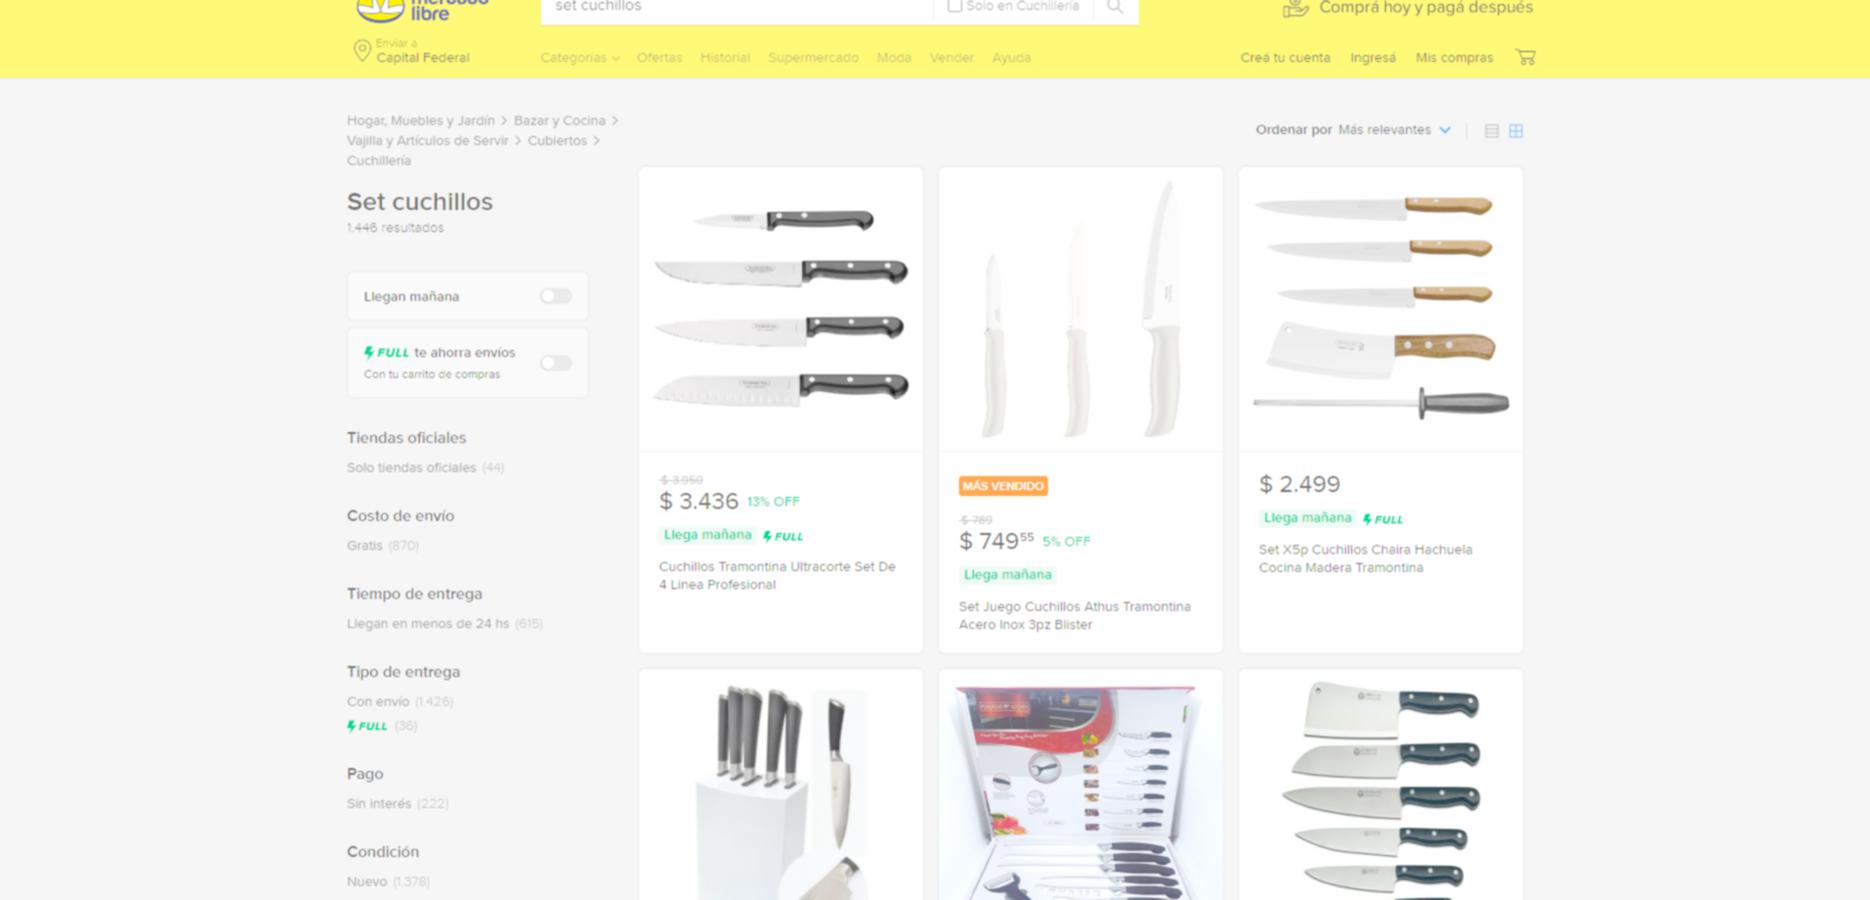 libre
set cuchillos
Solo en Cuchillería
Comprá hoy y pagá después
Enviar a
Capital Federal
Categorías
Ofertas
Historial
Supermercado
Moda
Vender
Ayuda
Creá tu cuenta
Ingresá
Mis compras
Hogar, Muebles y Jardín > Bazar y Cocina >
Vajilla y Artículos de Servir > Cubiertos >
Cuchillería
Ordenar por Más relevantes
Set cuchillos
1.446 resultados
Llegan mañana
FULL te ahorra envíos
Con tu carrito de compras
Tiendas oficiales
Solo tiendas oficiales (44)
Costo de envío
Gratis (870)
Tiempo de entrega
Llegan en menos de 24 hs (615)
Tipo de entrega
Con envío (1.426)
FULL (36)
Pago
Sin interés (222)
Condición
Nuevo (1.378)
$ 3.950
$ 3.436 13% OFF
Llega mañana FULL
Cuchillos Tramontina Ultracorte Set De
4 Linea Profesional
MÁS VENDIDO
$ 789
$ 749 55 5% OFF
Llega mañana
Set Juego Cuchillos Athus Tramontina
Acero Inox 3pz Blister
$ 2.499
Llega mañana FULL
Set X5p Cuchillos Chaira Hachuela
Cocina Madera Tramontina